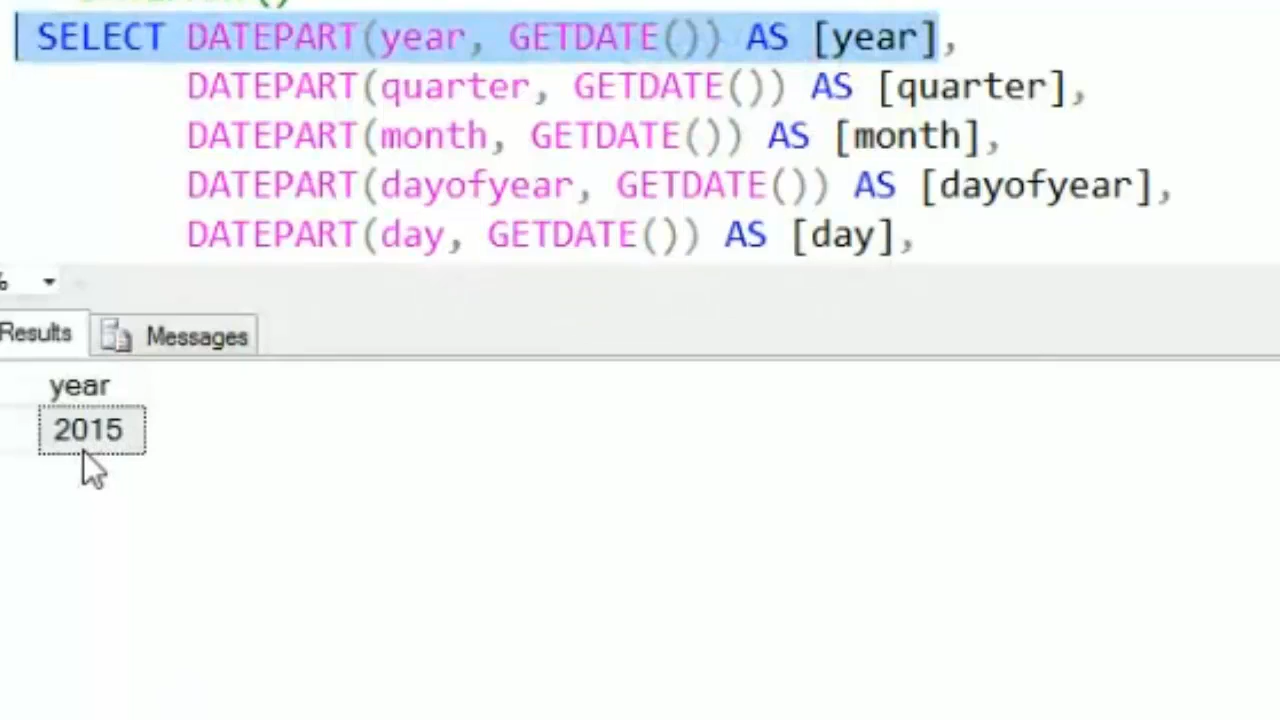 SELECT DATEPART(year, GETDATE()) AS [year],
DATEPART(quarter, GETDATE()) AS [quarter],
DATEPART(month, GETDATE()) AS [month],
DATEPART(dayofyear, GETDATE()) AS [dayofyear],
DATEPART(day, GETDATE()) AS [day],
%
Results Messages
year
2015